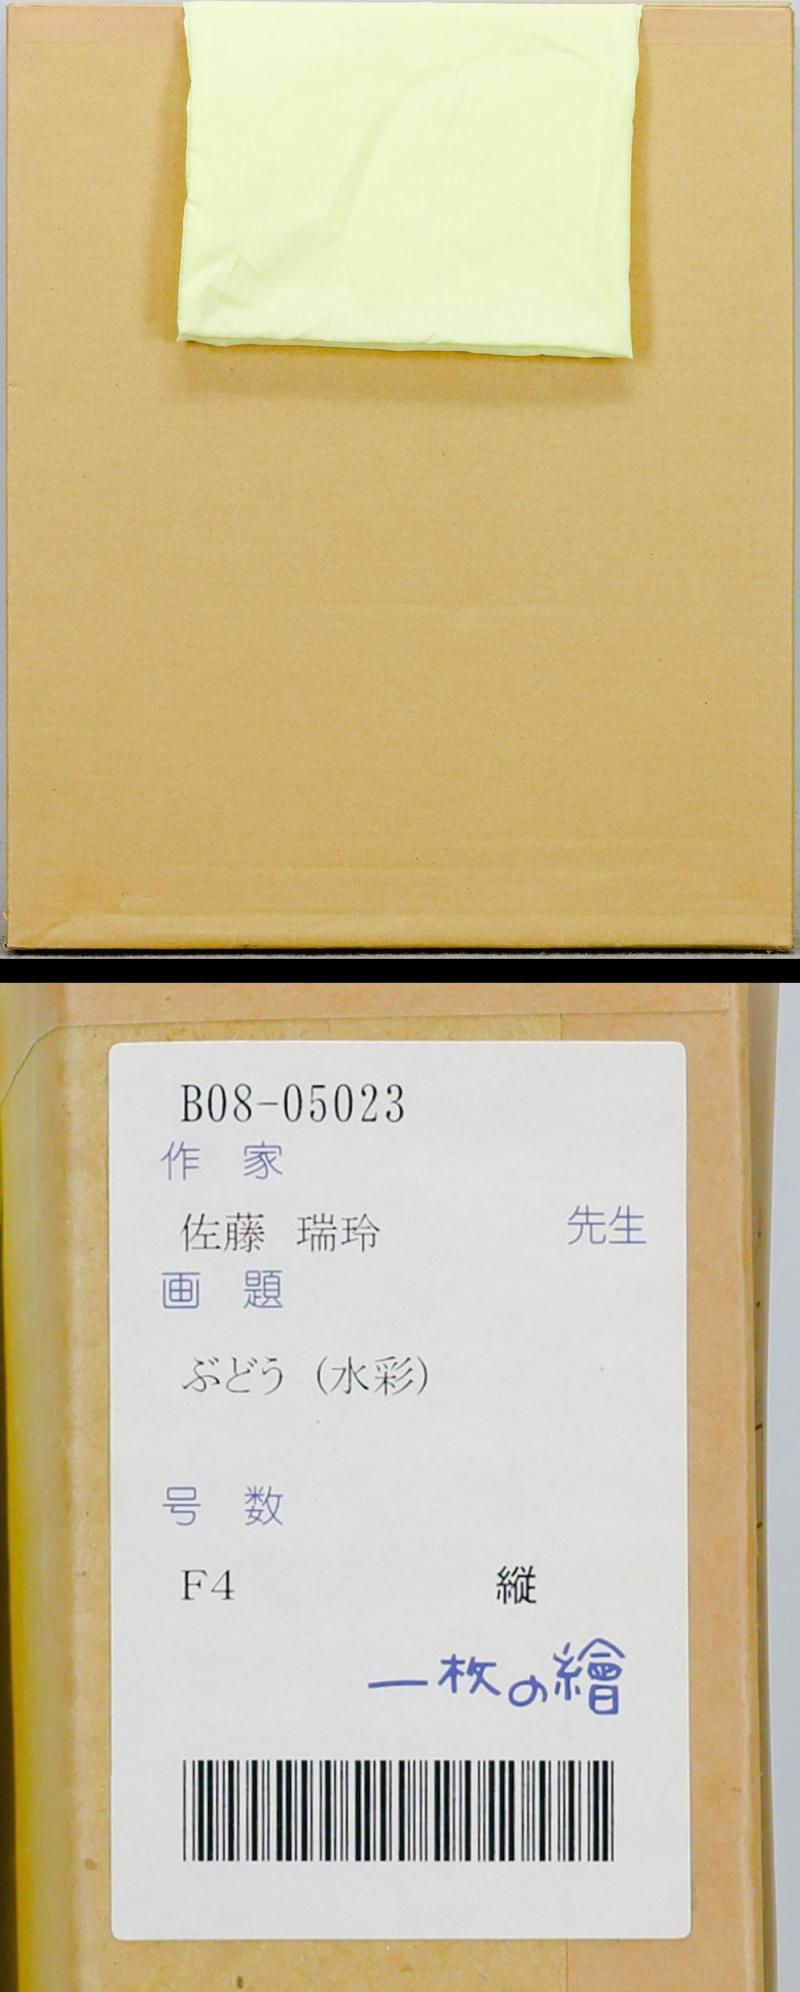 B08-05023
作 家
佐藤 瑞玲 先生
画 題
ぶどう（水彩）
号 数
F4 縦
一枚の繪